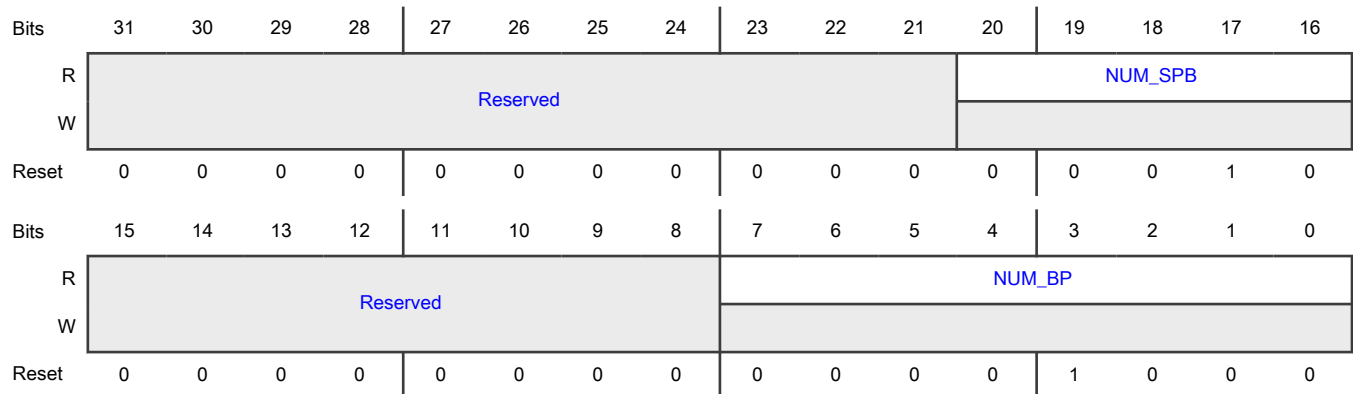 Bits 31 30 29 28 27 26 25 24 23 22 21 20 19 18 17 16
R Reserved NUM_SPB
W
Reset 0 0 0 0 0 0 0 0 0 0 0 0 0 0 1 0
Bits 15 14 13 12 11 10 9 8 7 6 5 4 3 2 1 0
R Reserved NUM_BP
W
Reset 0 0 0 0 0 0 0 0 0 0 0 0 1 0 0 0